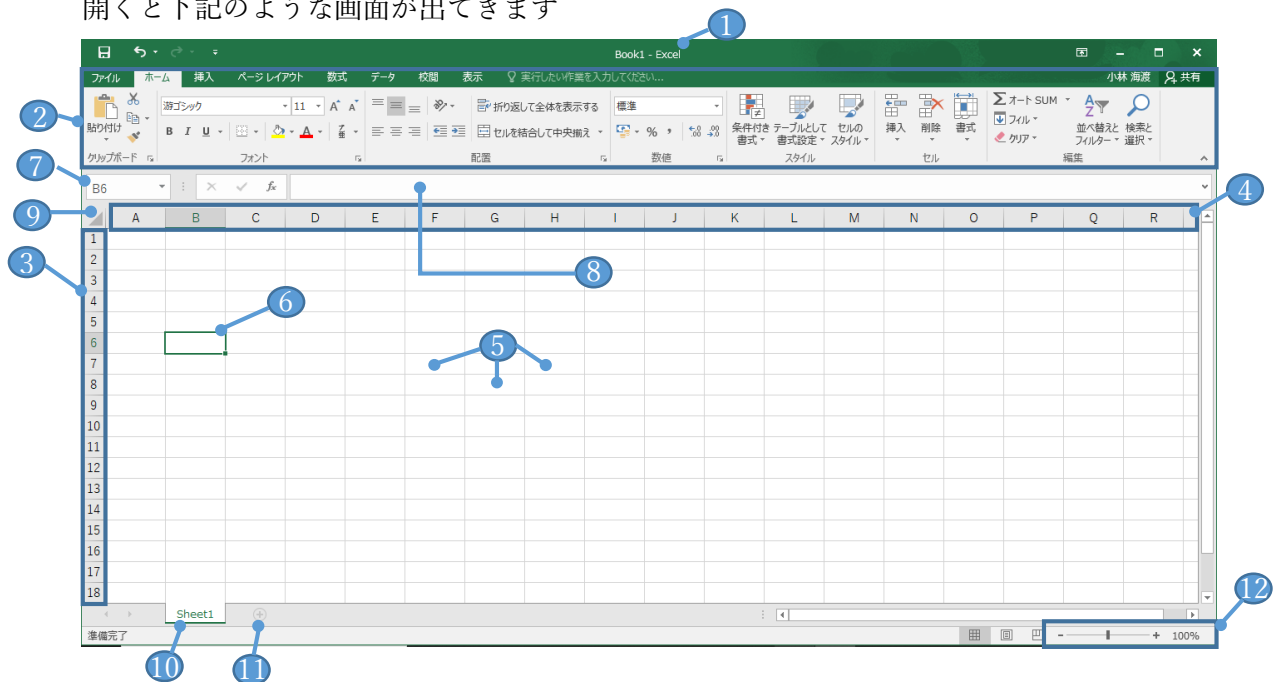 開くと下記のような画面が出てきます
1
Book1 - Excel
ファイル ホーム 挿入 ページ レイアウト 数式 データ 校閲 表示 実行したい作業を入力してください... 小林 海渡 共有
2
貼り付け
游ゴシック 11 A A
折り返して全体を表示する
標準
B I U A
セルを結合して中央揃え
% ,
条件付き書式 テーブルとして書式設定 セルのスタイル
挿入 削除 書式
オート SUM
フィル
クリア
並べ替えと フィルター 検索と 選択
クリップボード フォント 配置 数値 スタイル セル 編集
7
B6 fx
4
9
A B C D E F G H I J K L M N O P Q R
3
8
6
5
1
2
3
4
5
6
7
8
9
10
11
12
13
14
15
16
17
18
12
Sheet1
準備完了 100%
10
11